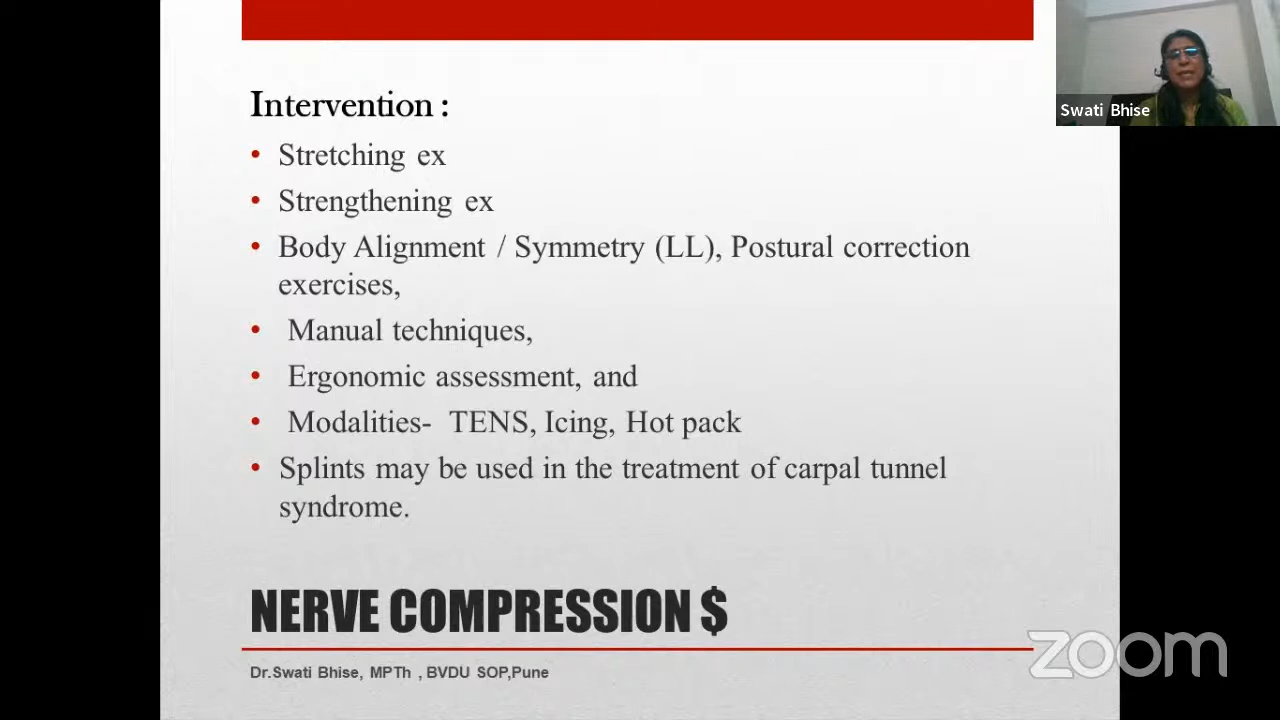 Intervention :
• Stretching ex
• Strengthening ex
• Body Alignment / Symmetry (LL), Postural correction
exercises,
• Manual techniques,
• Ergonomic assessment, and
• Modalities- TENS, Icing, Hot pack
• Splints may be used in the treatment of carpal tunnel
syndrome.
NERVE COMPRESSION $
Dr.Swati Bhise, MPTh , BVDU SOP,Pune
Swati Bhise
zoom